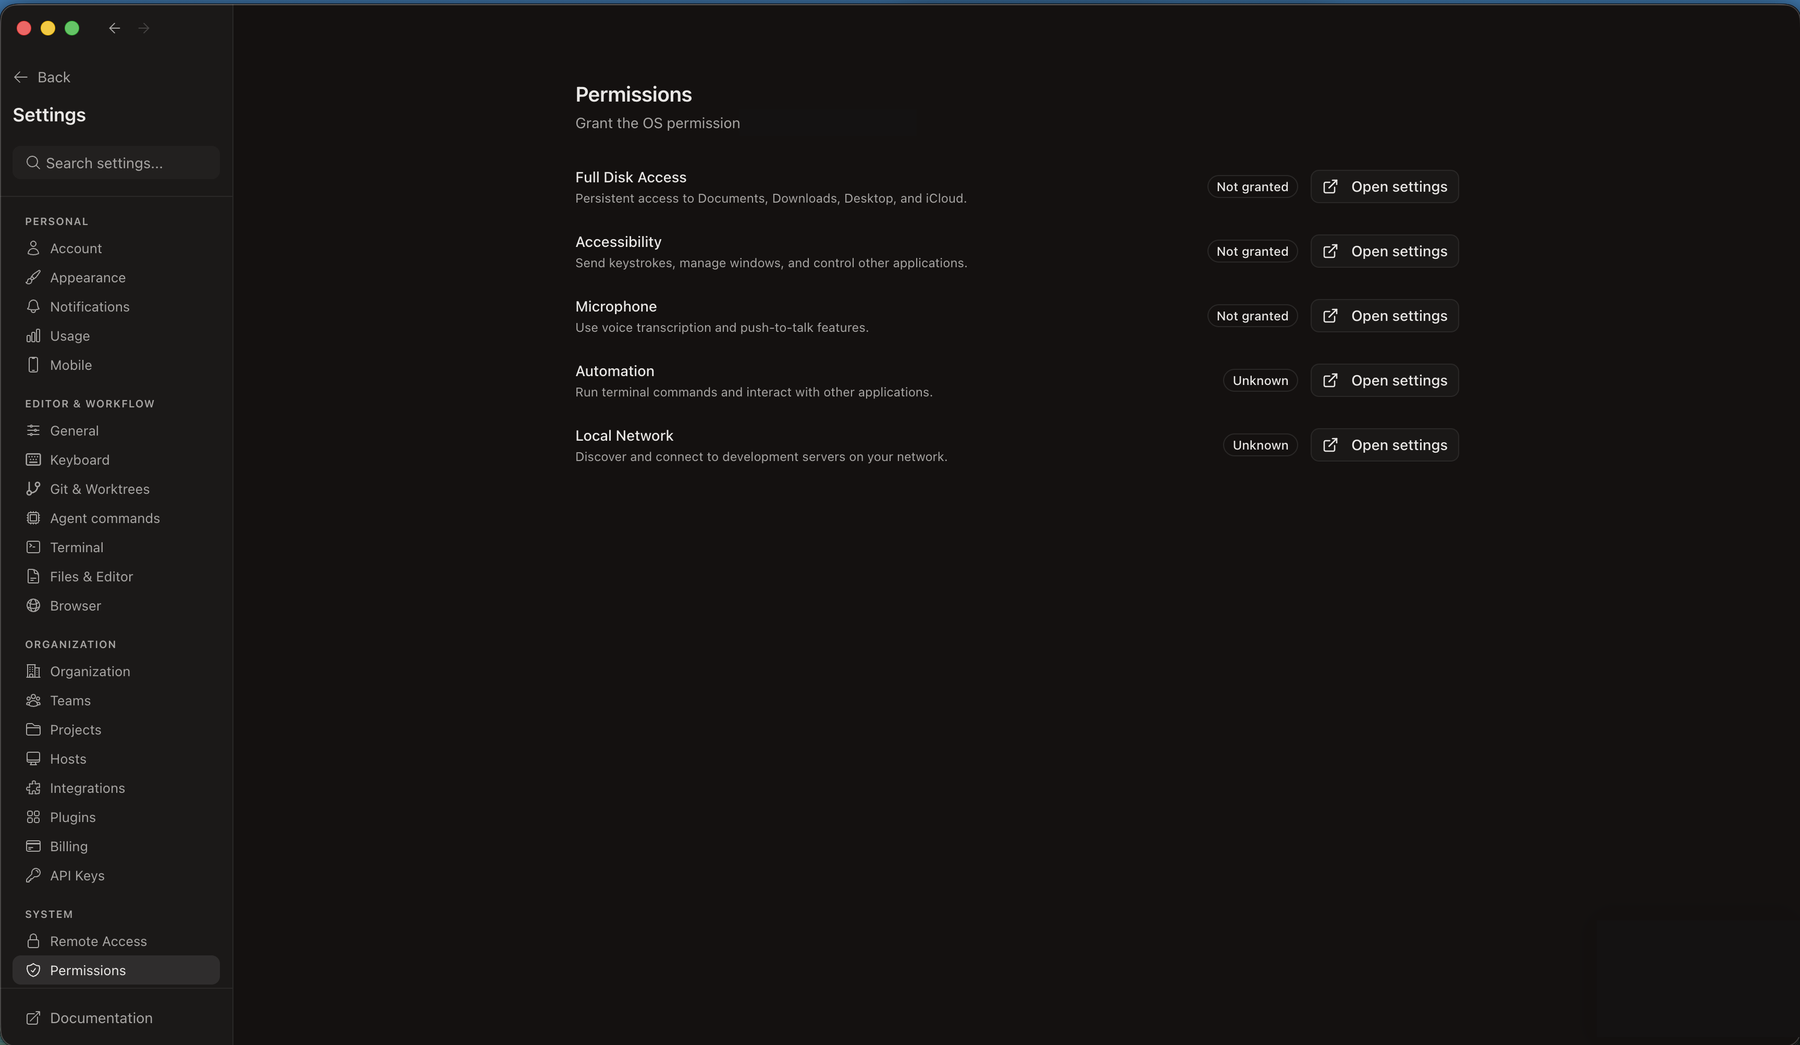 Back
Settings
Search settings...
PERSONAL
Account
Appearance
Notifications
Usage
Mobile
EDITOR & WORKFLOW
General
Keyboard
Git & Worktrees
Agent commands
Terminal
Files & Editor
Browser
ORGANIZATION
Organization
Teams
Projects
Hosts
Integrations
Plugins
Billing
API Keys
SYSTEM
Remote Access
Permissions
Documentation
Permissions
Grant the OS permission
Full Disk Access
Persistent access to Documents, Downloads, Desktop, and iCloud.
Not granted
Open settings
Accessibility
Send keystrokes, manage windows, and control other applications.
Not granted
Open settings
Microphone
Use voice transcription and push-to-talk features.
Not granted
Open settings
Automation
Run terminal commands and interact with other applications.
Unknown
Open settings
Local Network
Discover and connect to development servers on your network.
Unknown
Open settings